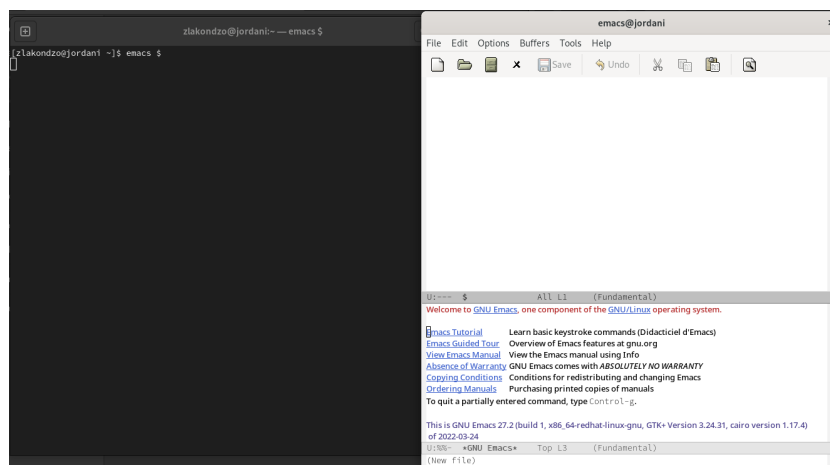 zlakondzo@jordani:~ — emacs $
[zlakondzo@jordani ~]$ emacs $
emacs@jordani
File Edit Options Buffers Tools Help
Save Undo
U:--- $ All L1 (Fundamental)
Welcome to GNU Emacs, one component of the GNU/Linux operating system.
Emacs Tutorial Learn basic keystroke commands (Didacticiel d'Emacs)
Emacs Guided Tour Overview of Emacs features at gnu.org
View Emacs Manual View the Emacs manual using Info
Absence of Warranty GNU Emacs comes with ABSOLUTELY NO WARRANTY
Copying Conditions Conditions for redistributing and changing Emacs
Ordering Manuals Purchasing printed copies of manuals
To quit a partially entered command, type Control-g.
This is GNU Emacs 27.2 (build 1, x86_64-redhat-linux-gnu, GTK+ Version 3.24.31, cairo version 1.17.4)
of 2022-03-24
U:%%- *GNU Emacs* Top L3 (Fundamental)
(New file)